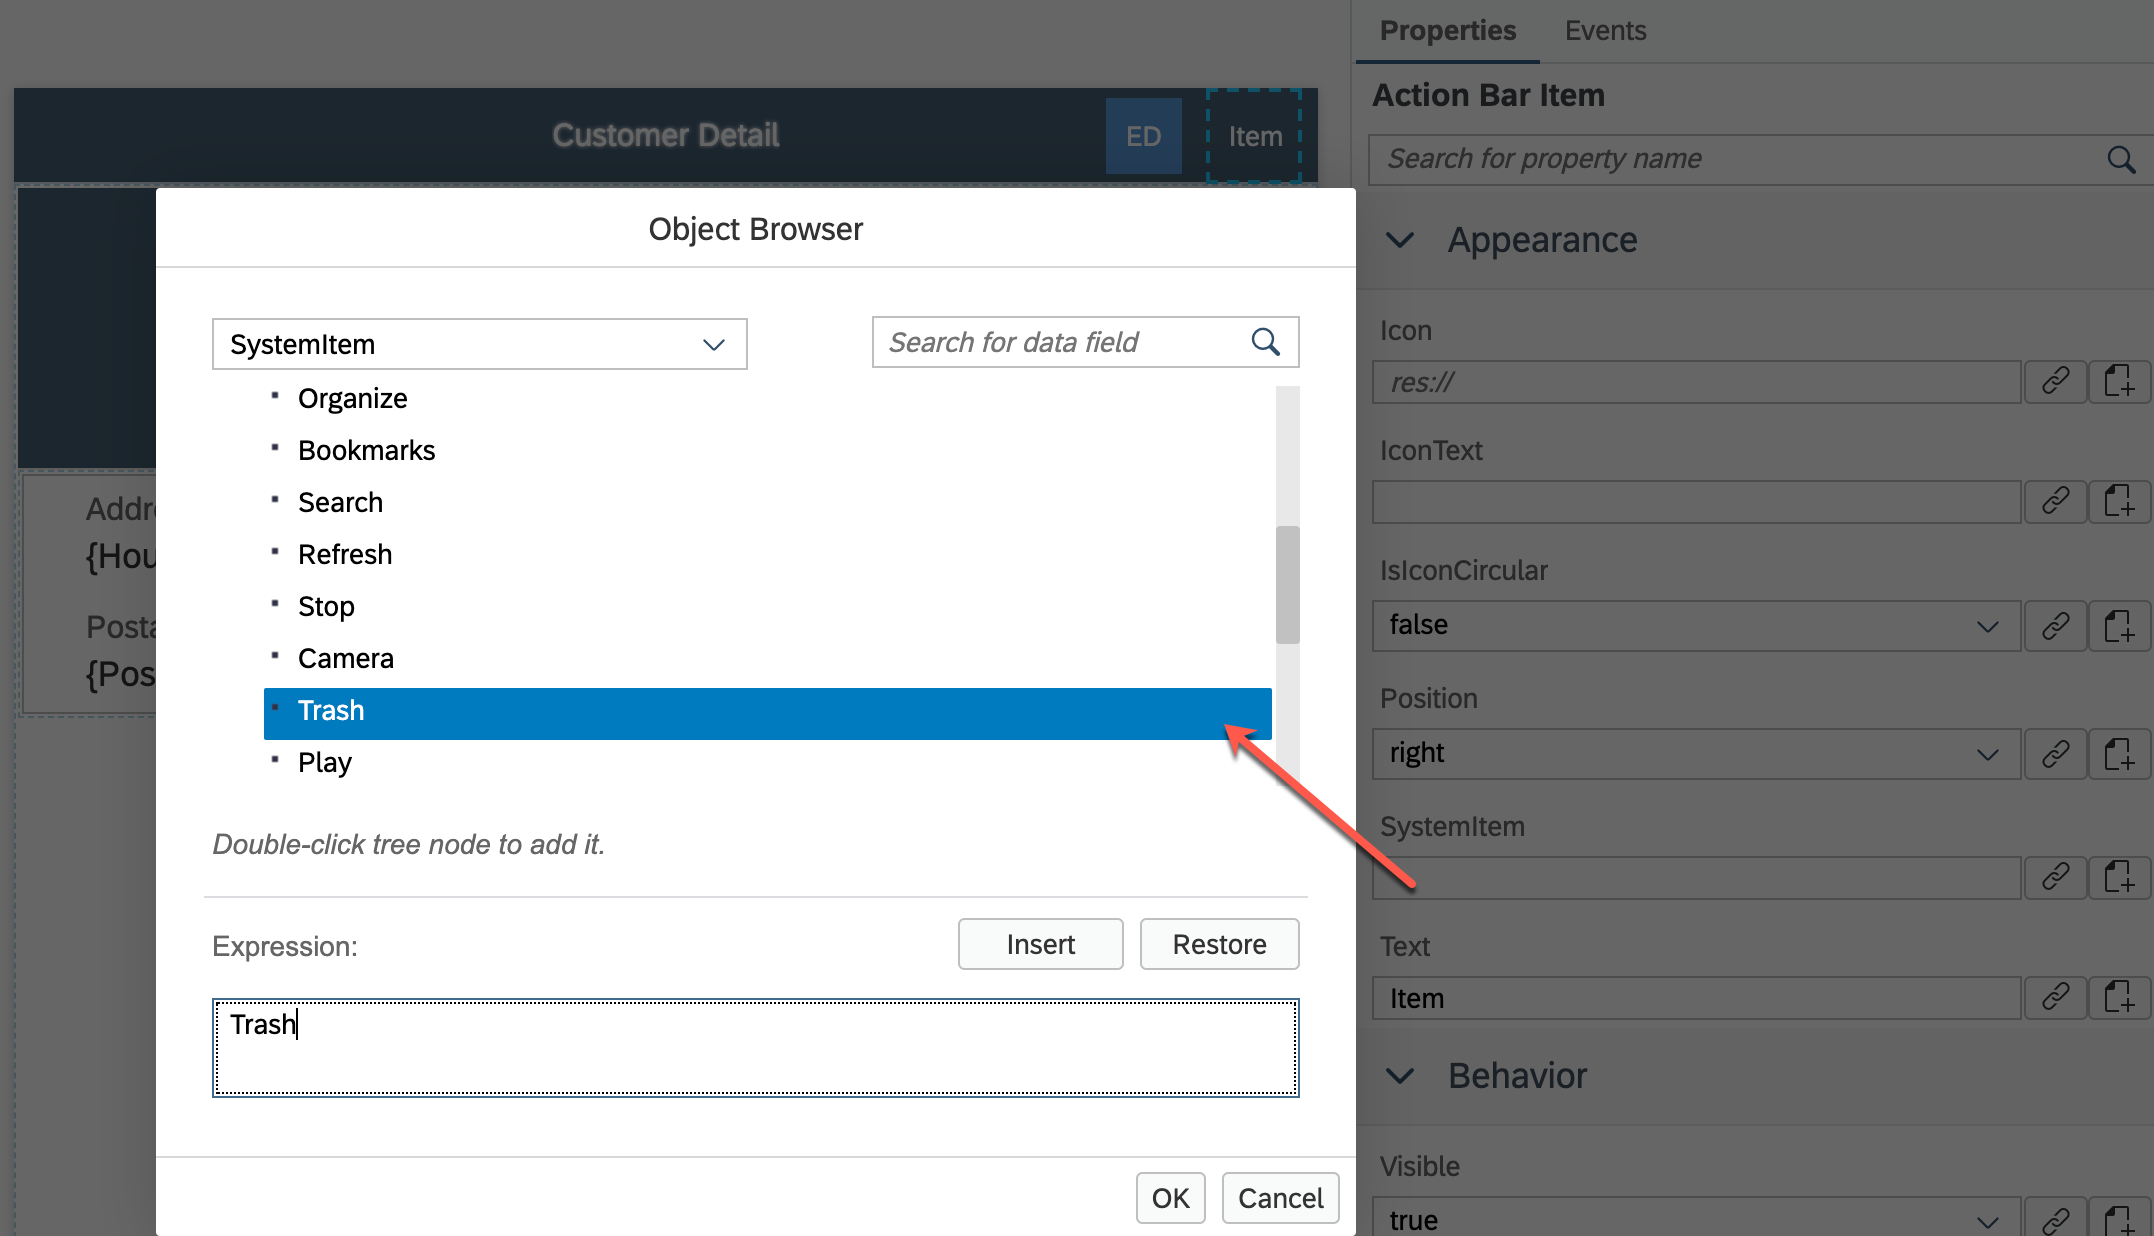 Properties
Events
Action Bar Item
Customer Detail
ED
Item
Search for property name
Object Browser
Appearance
SystemItem
Search for data field
Icon
res://
Organize
Bookmarks
Search
Refresh
Stop
Camera
Trash
Play
IconText
IsIconCircular
false
Position
right
Addre
{Hou
Posta
{Pos
Double-click tree node to add it.
SystemItem
Expression:
Insert
Restore
Text
Item
Trash
Behavior
Visible
true
OK
Cancel